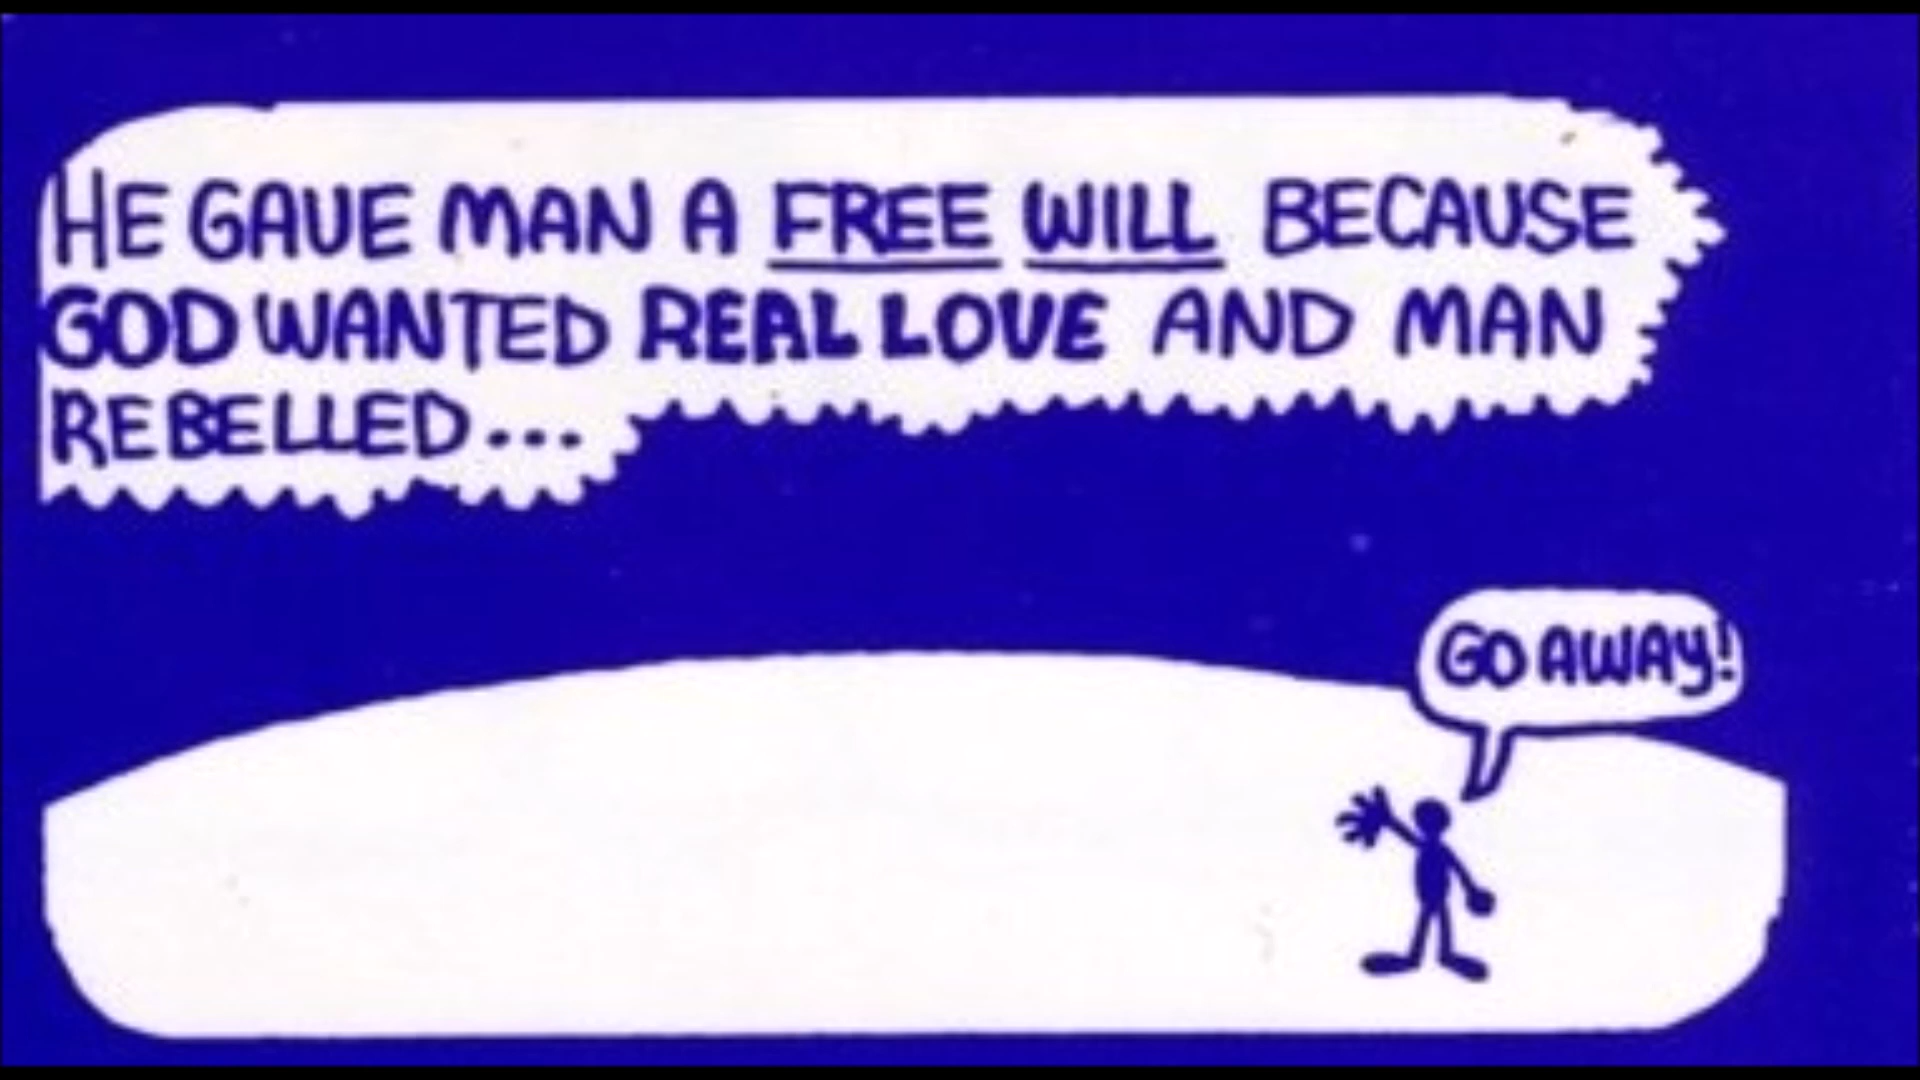 HE GAVE MAN A FREE WILL BECAUSE
GOD WANTED REAL LOVE AND MAN
REBELLED...
GO AWAY!